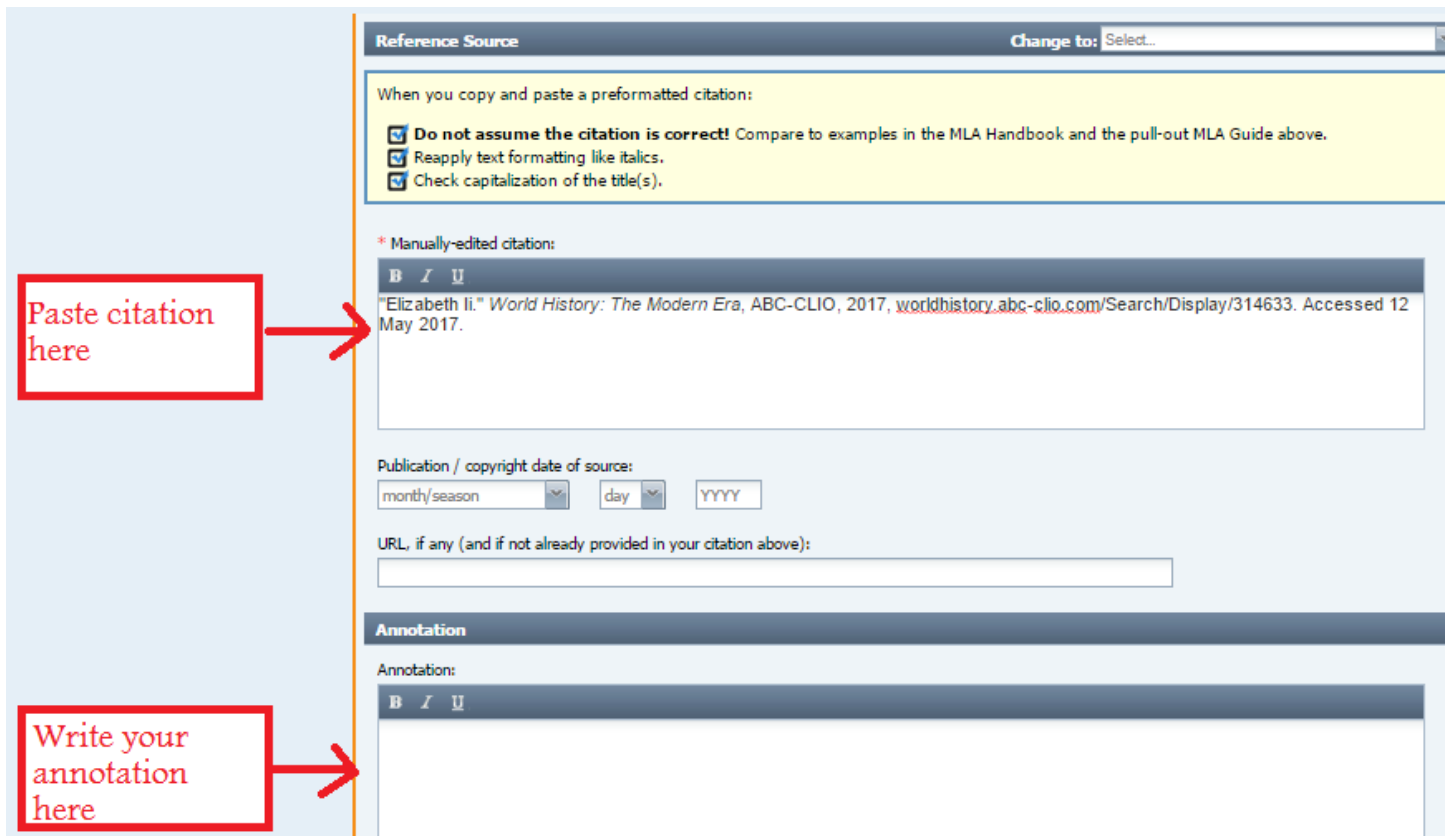 Reference Source Change to: Select...
When you copy and paste a preformatted citation:
Do not assume the citation is correct! Compare to examples in the MLA Handbook and the pull-out MLA Guide above.
Reapply text formatting like italics.
Check capitalization of the title(s).
* Manually-edited citation:
B I U
"Elizabeth Ii." World History: The Modern Era, ABC-CLIO, 2017, worldhistory.abc-clio.com/Search/Display/314633. Accessed 12
May 2017.
Paste citation
here
Publication / copyright date of source:
month/season day YYYY
URL, if any (and if not already provided in your citation above):
Annotation
Annotation:
B I U
Write your
annotation
here